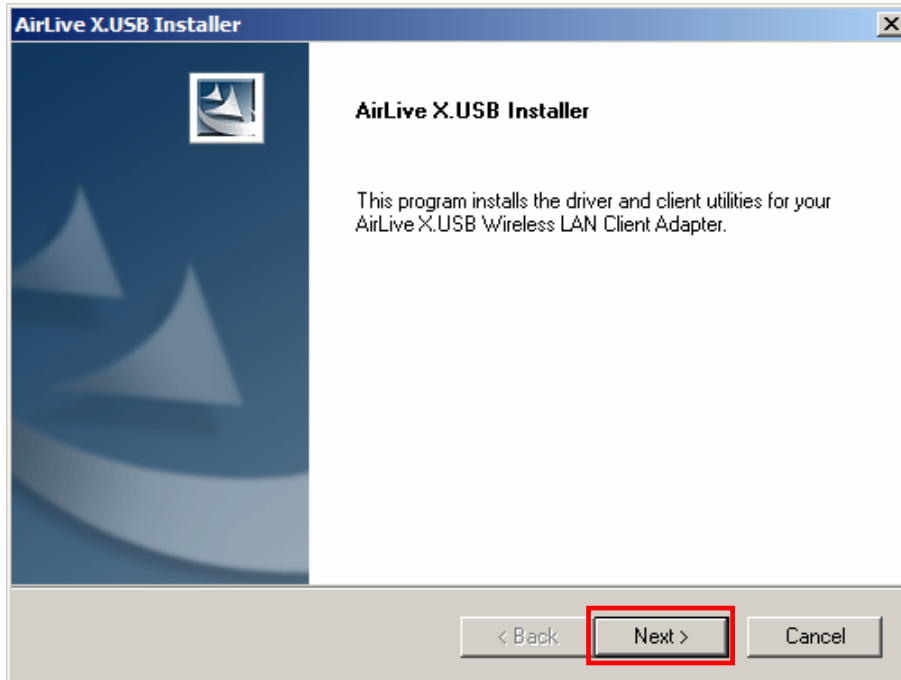 AirLive X.USB Installer
AirLive X.USB Installer
This program installs the driver and client utilities for your
AirLive X.USB Wireless LAN Client Adapter.
< Back Next > Cancel